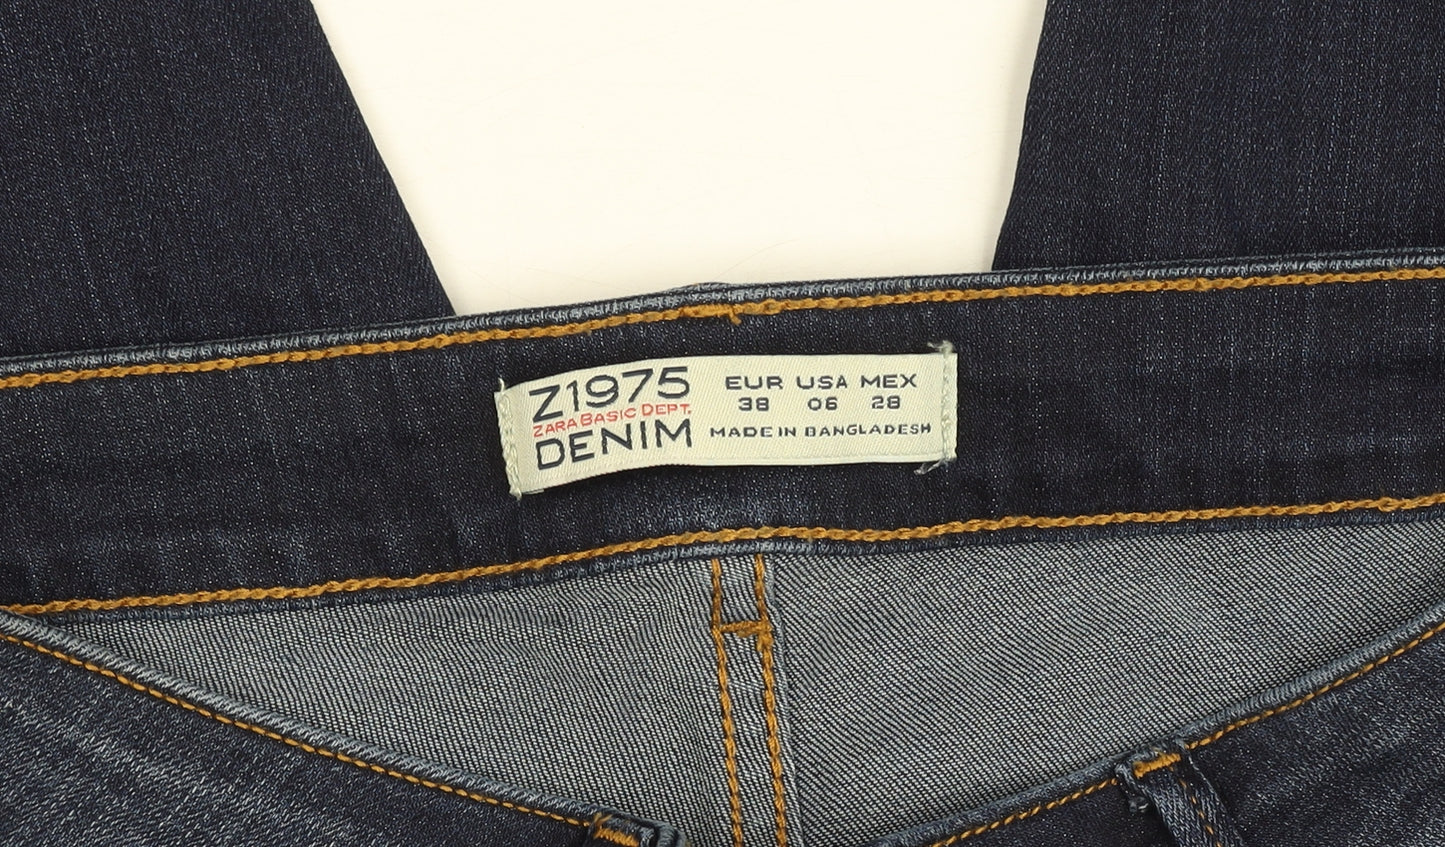 Z1975
ZARA BASIC DEPT.
DENIM
EUR USA MEX
38 06 28
MADE IN BANGLADESH